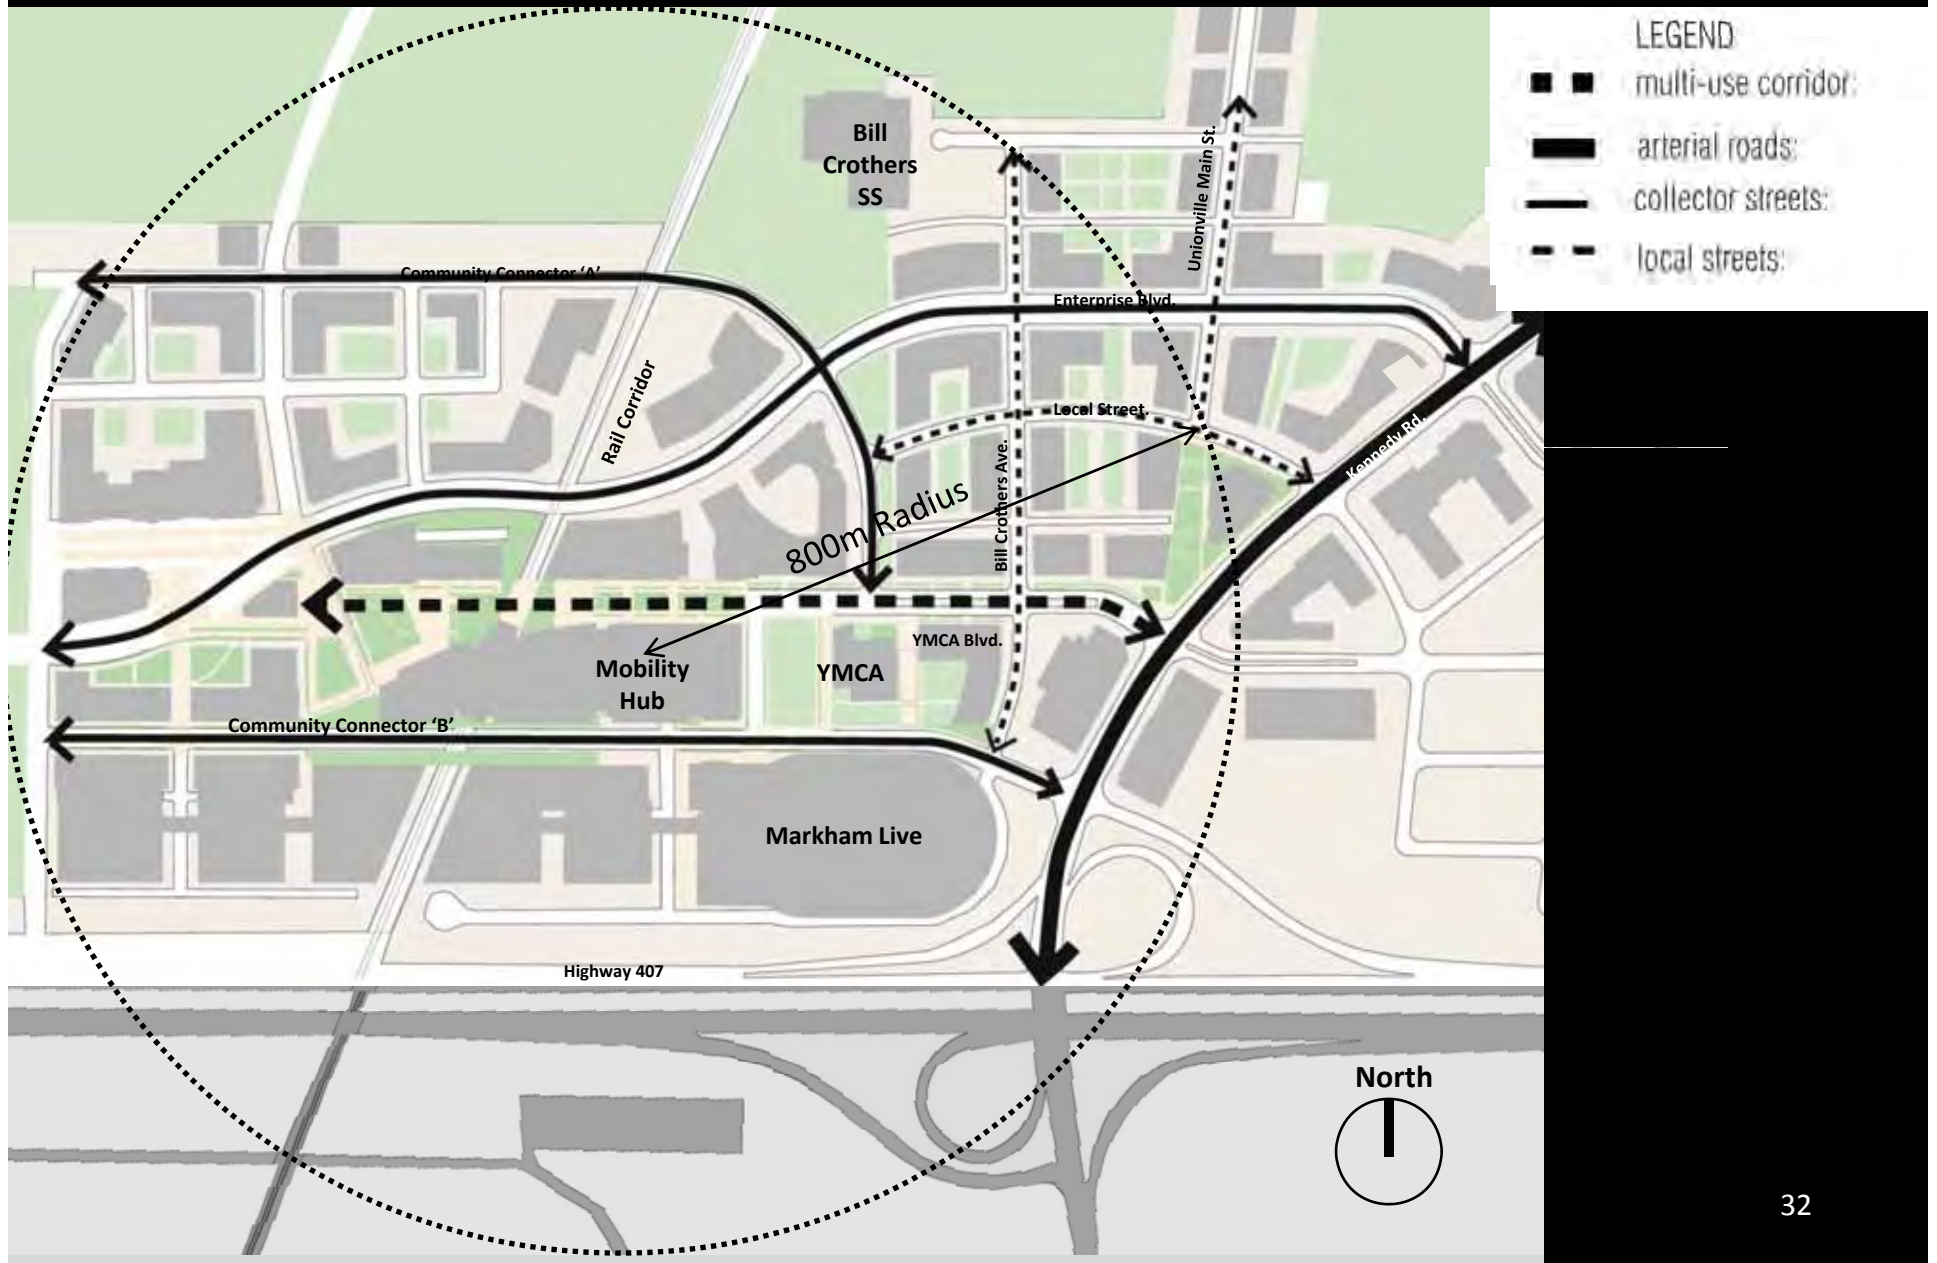 LEGEND
multi-use corridor:
arterial roads:
collector streets:
local streets:
Bill
Crothers
SS
Unionville Main St.
Community Connector ‘A’
Enterprise Blvd.
Rail Corridor
Local Street.
Kennedy Rd.
Bill Crothers Ave.
800m Radius
YMCA Blvd.
Mobility
Hub
YMCA
Community Connector ‘B’
Markham Live
Highway 407
North
32